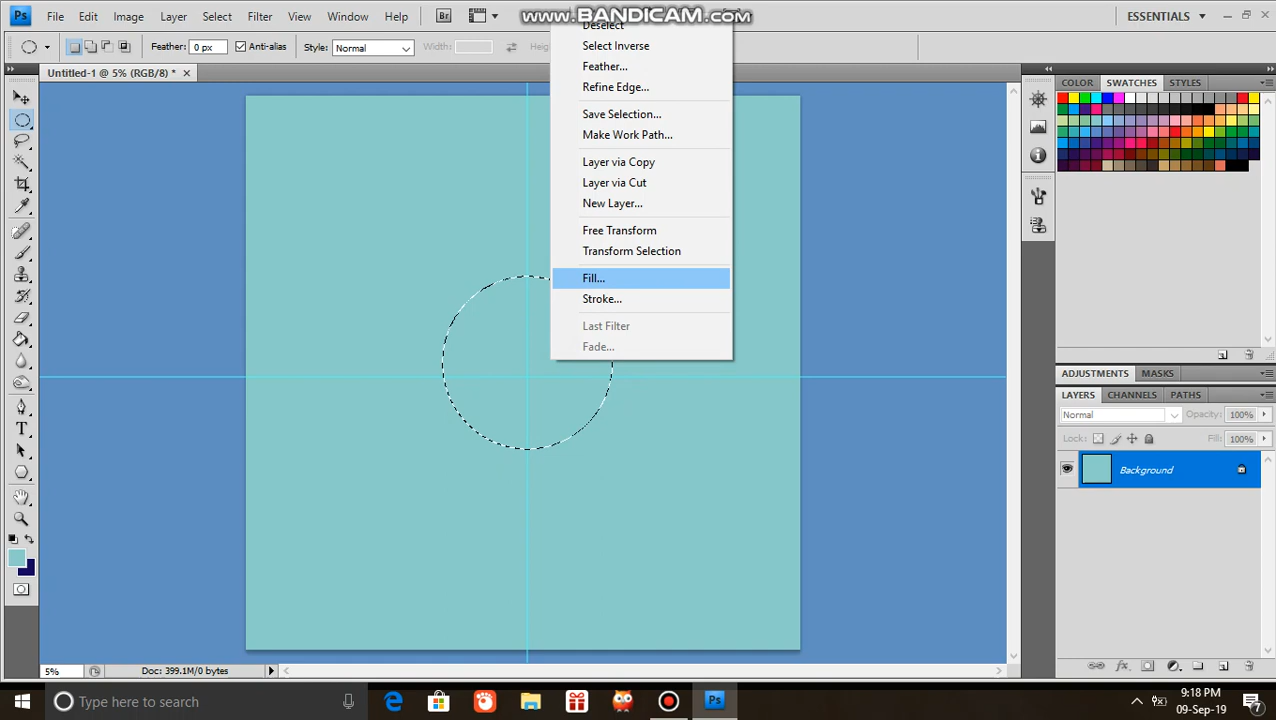 Ps File Edit Image Layer Select Filter View Window Help Br www.BANDICAM.com ESSENTIALS
Feather: 0 px Anti-alias Style: Normal Width:
Untitled-1 @ 5% (RGB/8) *
Deselect
Select Inverse
Feather...
Refine Edge...
Save Selection...
Make Work Path...
Layer via Copy
Layer via Cut
New Layer...
Free Transform
Transform Selection
Fill...
Stroke...
Last Filter
Fade...
COLOR SWATCHES STYLES
ADJUSTMENTS MASKS
LAYERS CHANNELS PATHS
Normal Opacity: 100%
Lock: Fill: 100%
Background
5% Doc: 399.1M/0 bytes
Type here to search
Ps
9:18 PM
09-Sep-19
7